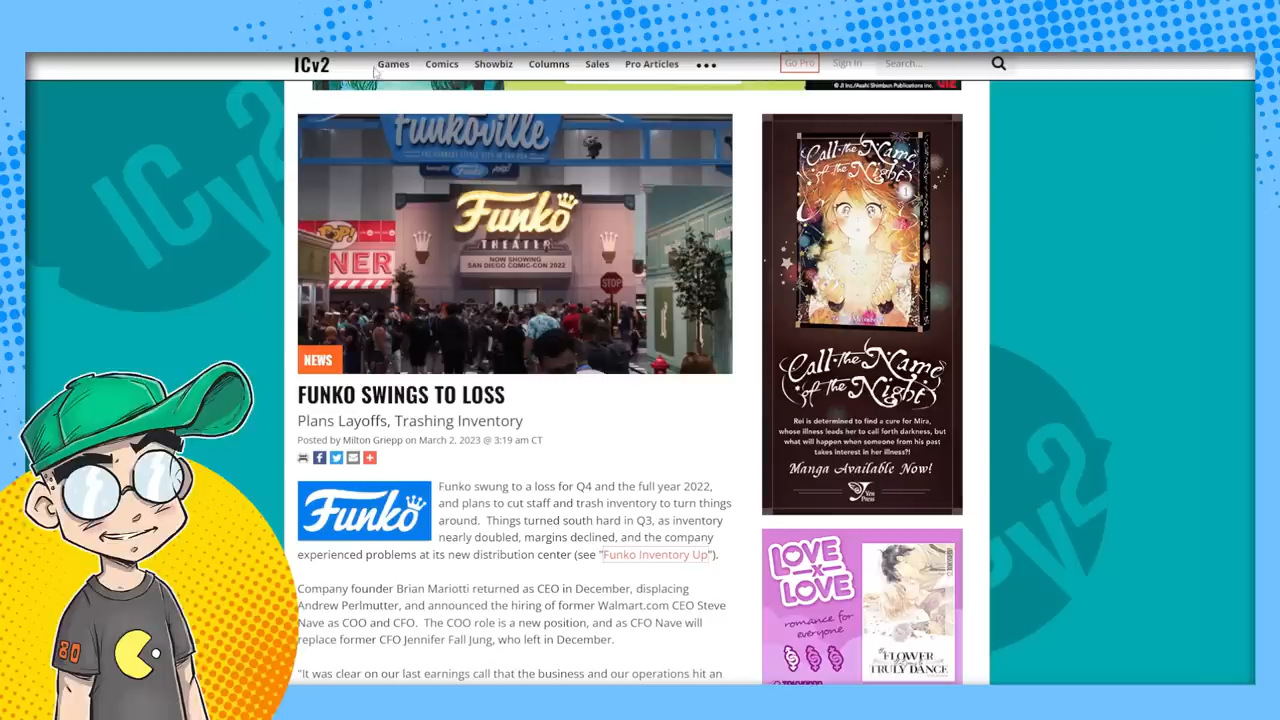 ICv2
Games Comics Showbiz Columns Sales Pro Articles
Go Pro Sign In Search...
Funkoville
Funko
THEATER
NOW SHOWING
SAN DIEGO COMIC-CON 2022
STOP
POP!
NER
NEWS
FUNKO SWINGS TO LOSS
Plans Layoffs, Trashing Inventory
Posted by Milton Griepp on March 2, 2023 @ 3:19 am CT
Funko
Funko swung to a loss for Q4 and the full year 2022,
and plans to cut staff and trash inventory to turn things
around. Things turned south hard in Q3, as inventory
nearly doubled, margins declined, and the company
experienced problems at its new distribution center (see "Funko Inventory Up").
Company founder Brian Mariotti returned as CEO in December, displacing
Andrew Perlmutter, and announced the hiring of former Walmart.com CEO Steve
Nave as COO and CFO. The COO role is a new position, and as CFO Nave will
replace former CFO Jennifer Fall Jung, who left in December.
"It was clear on our last earnings call that the business and our operations hit an
Call the Name
of the Night
1
Call the Name
of the Night
Rei is determined to find a cure for Mira,
whose illness leads her to call forth darkness, but
what will happen when someone from his past
takes interest in her illness?!
Manga Available Now!
Yen
Press
LOVE
x
LOVE
romance for
everyone
FLOWER
TRULY DANCE
ICv2
ICv2
80